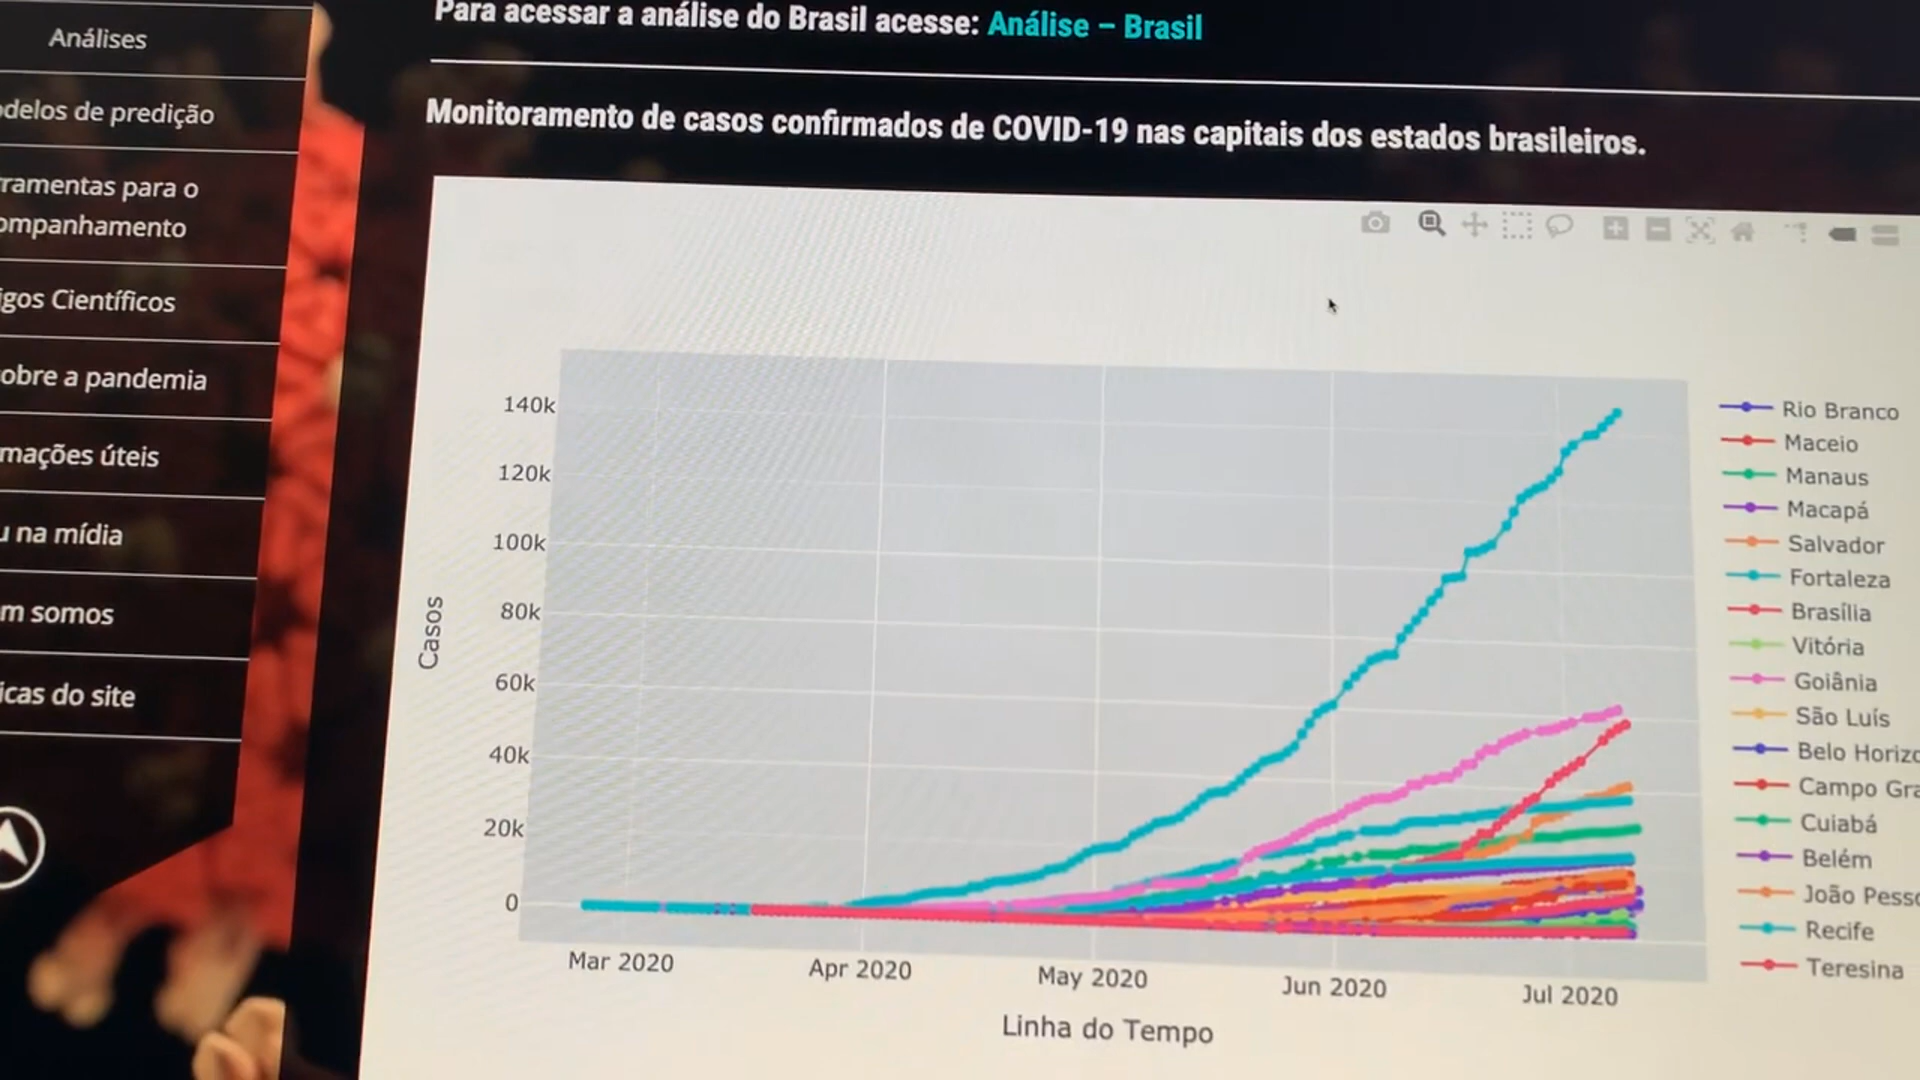 Para acessar a análise do Brasil acesse: Análise – Brasil
Análises
delos de predição
ramentas para o
ompanhamento
igos Científicos
obre a pandemia
mações úteis
u na mídia
m somos
icas do site
Monitoramento de casos confirmados de COVID-19 nas capitais dos estados brasileiros.
140k
120k
100k
80k
60k
40k
20k
0
Casos
Mar 2020
Apr 2020
May 2020
Jun 2020
Jul 2020
Linha do Tempo
Rio Branco
Maceio
Manaus
Macapá
Salvador
Fortaleza
Brasília
Vitória
Goiânia
São Luís
Belo Horizo
Campo Gra
Cuiabá
Belém
João Pesso
Recife
Teresina